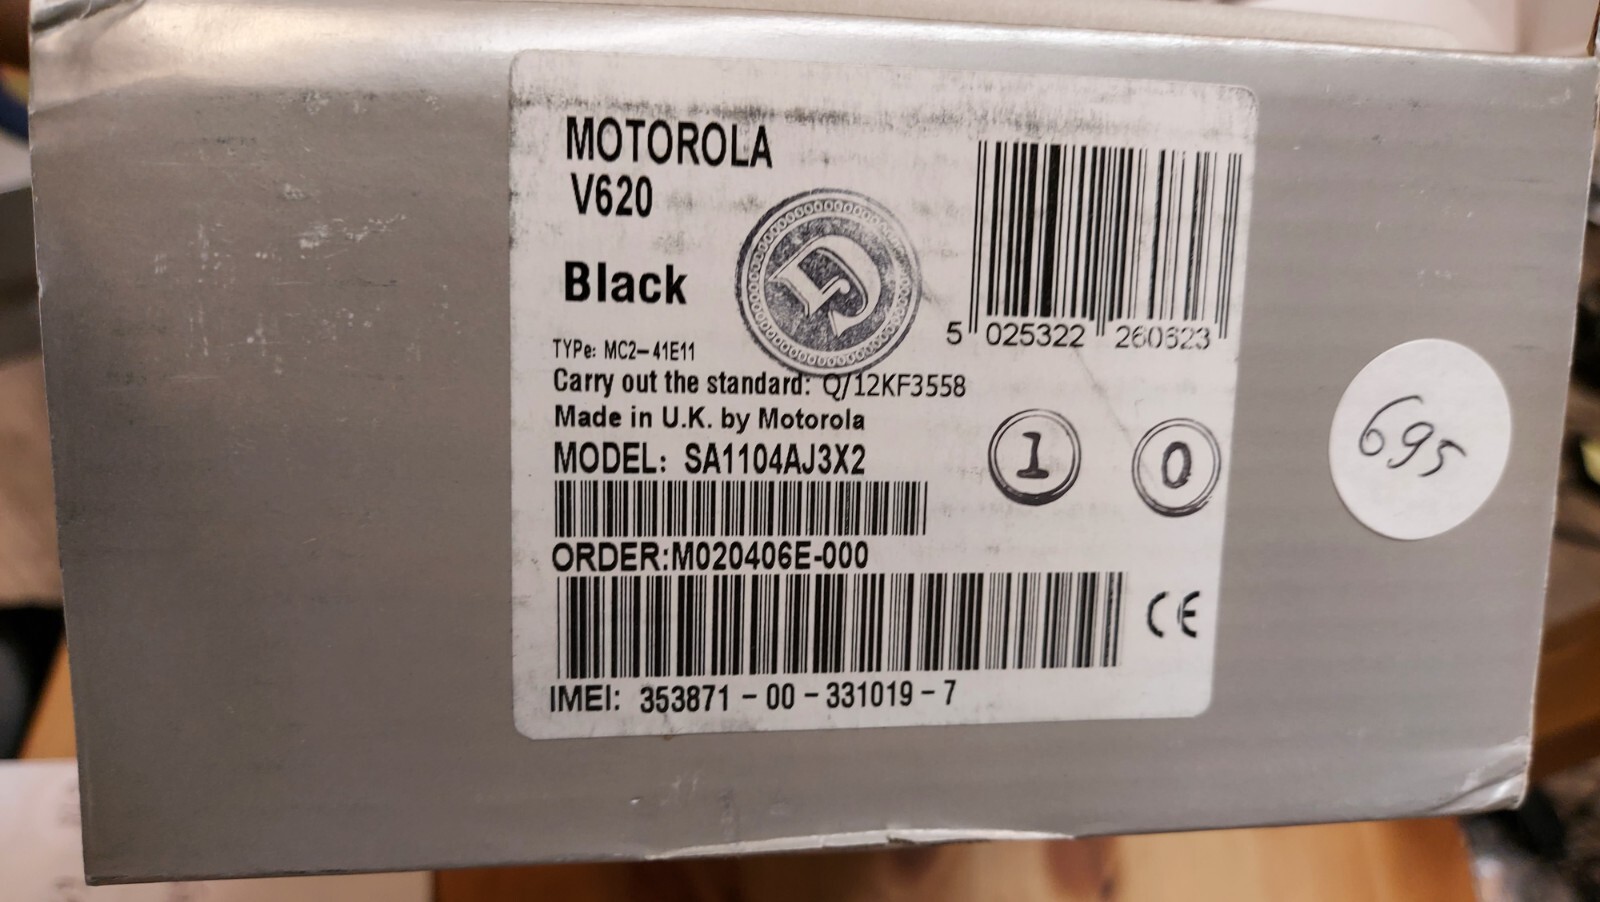 MOTOROLA
V620
Black
TYPe: MC2-41E11
Carry out the standard: Q/12KF3558
Made in U.K. by Motorola
MODEL: SA1104AJ3X2
ORDER:M020406E-000
IMEI: 353871 - 00 - 331019 - 7
5 025322 260623
D
1
0
CE
695